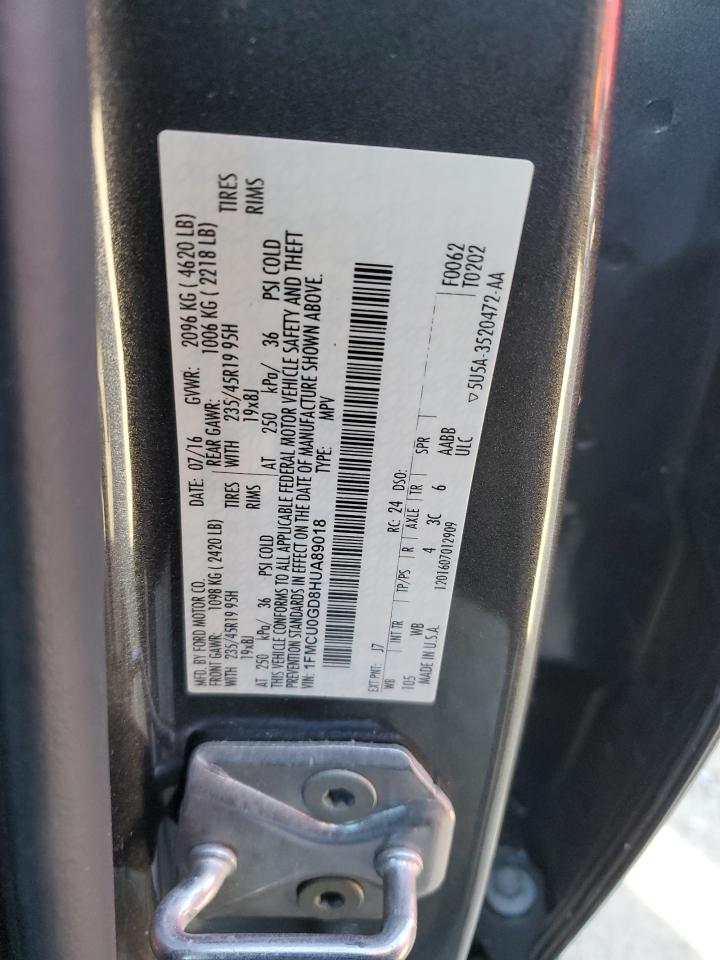 MFD. BY FORD MOTOR CO. DATE: 07/16 GVWR: 2096 KG ( 4620 LB)
FRONT GAWR: 1098 KG ( 2420 LB) REAR GAWR: 1006 KG ( 2218 LB)
WITH 235/45R19 95H TIRES WITH 235/45R19 95H TIRES
19x8J RIMS 19x8J RIMS
AT 250 kPa/ 36 PSI COLD AT 250 kPa/ 36 PSI COLD
THIS VEHICLE CONFORMS TO ALL APPLICABLE FEDERAL MOTOR VEHICLE SAFETY AND THEFT
PREVENTION STANDARDS IN EFFECT ON THE DATE OF MANUFACTURE SHOWN ABOVE.
VIN: 1FMCU0GD8HUA89018 TYPE: MPV
EXT PNT: J7 RC: 24 DSO:
WB INT TR TP/PS R AXLE TR SPR
105 WB 4 3C 6 AABB F0062
MADE IN U.S.A. 1201607012909 ULC T0202
▽5U5A-3520472-AA